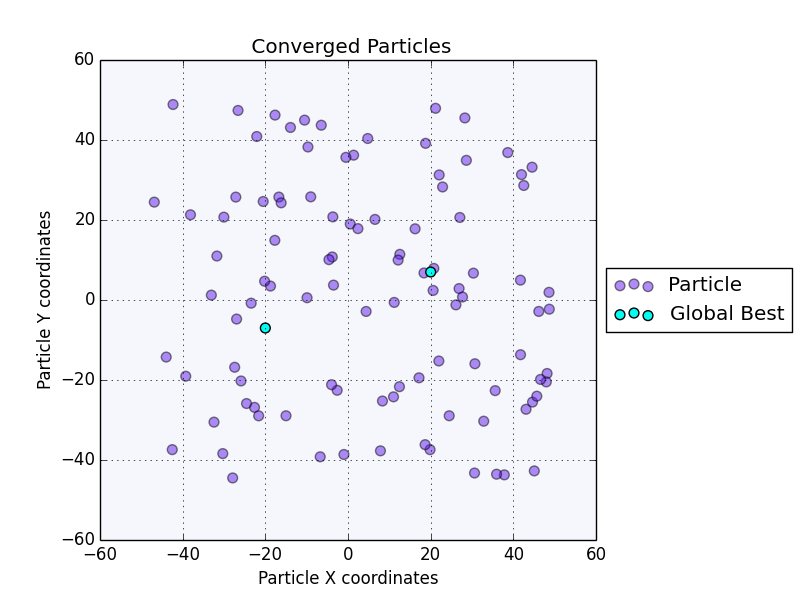 Converged Particles
60
40
20
0
−20
−40
−60
−60
−40
−20
0
20
40
60
Particle Y coordinates
Particle X coordinates
Particle
Global Best